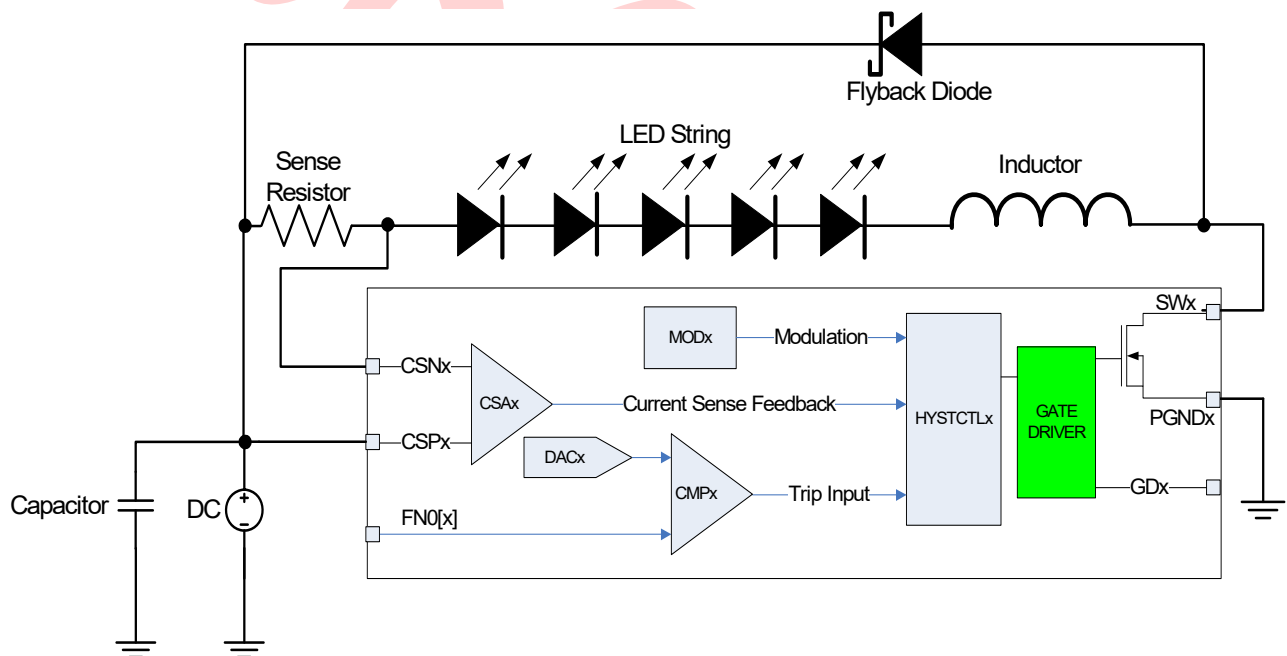 Flyback Diode
LED String
Sense
Resistor
Inductor
SWx
MODx
Modulation
CSNx
CSAx
Current Sense Feedback
HYSTCTLx
GATE
DRIVER
PGNDx
CSPx
DACx
CMPx
Trip Input
GDx
Capacitor
DC
+
-
FN0[x]